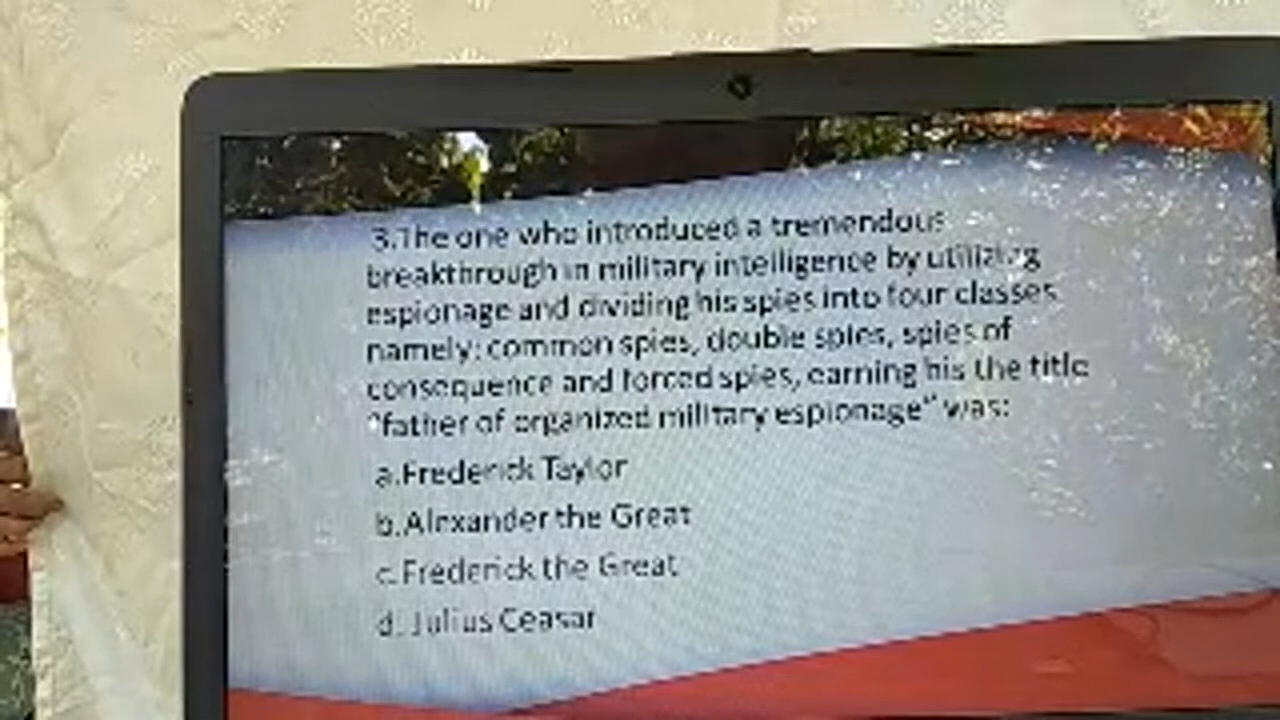 3.The one who introduced a tremendous
breakthrough in military intelligence by utilizing
espionage and dividing his spies into four classes
namely: common spies, double spies, spies of
consequence and forced spies, earning his the title
"father of organized military espionage" was:
a.Frederick Taylor
b.Alexander the Great
c.Frederick the Great
d. Julius Ceasar